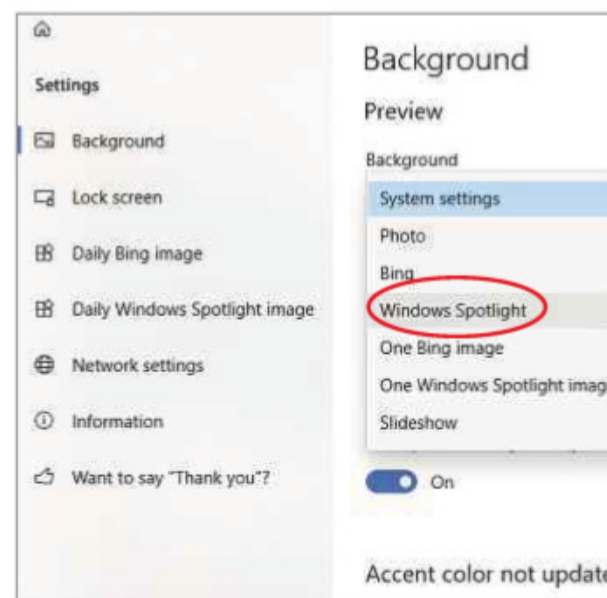 Settings
Background
Lock screen
Daily Bing image
Daily Windows Spotlight image
Network settings
Information
Want to say "Thank you"?
Background
Preview
Background
System settings
Photo
Bing
Windows Spotlight
One Bing image
One Windows Spotlight imag
Slideshow
On
Accent color not update